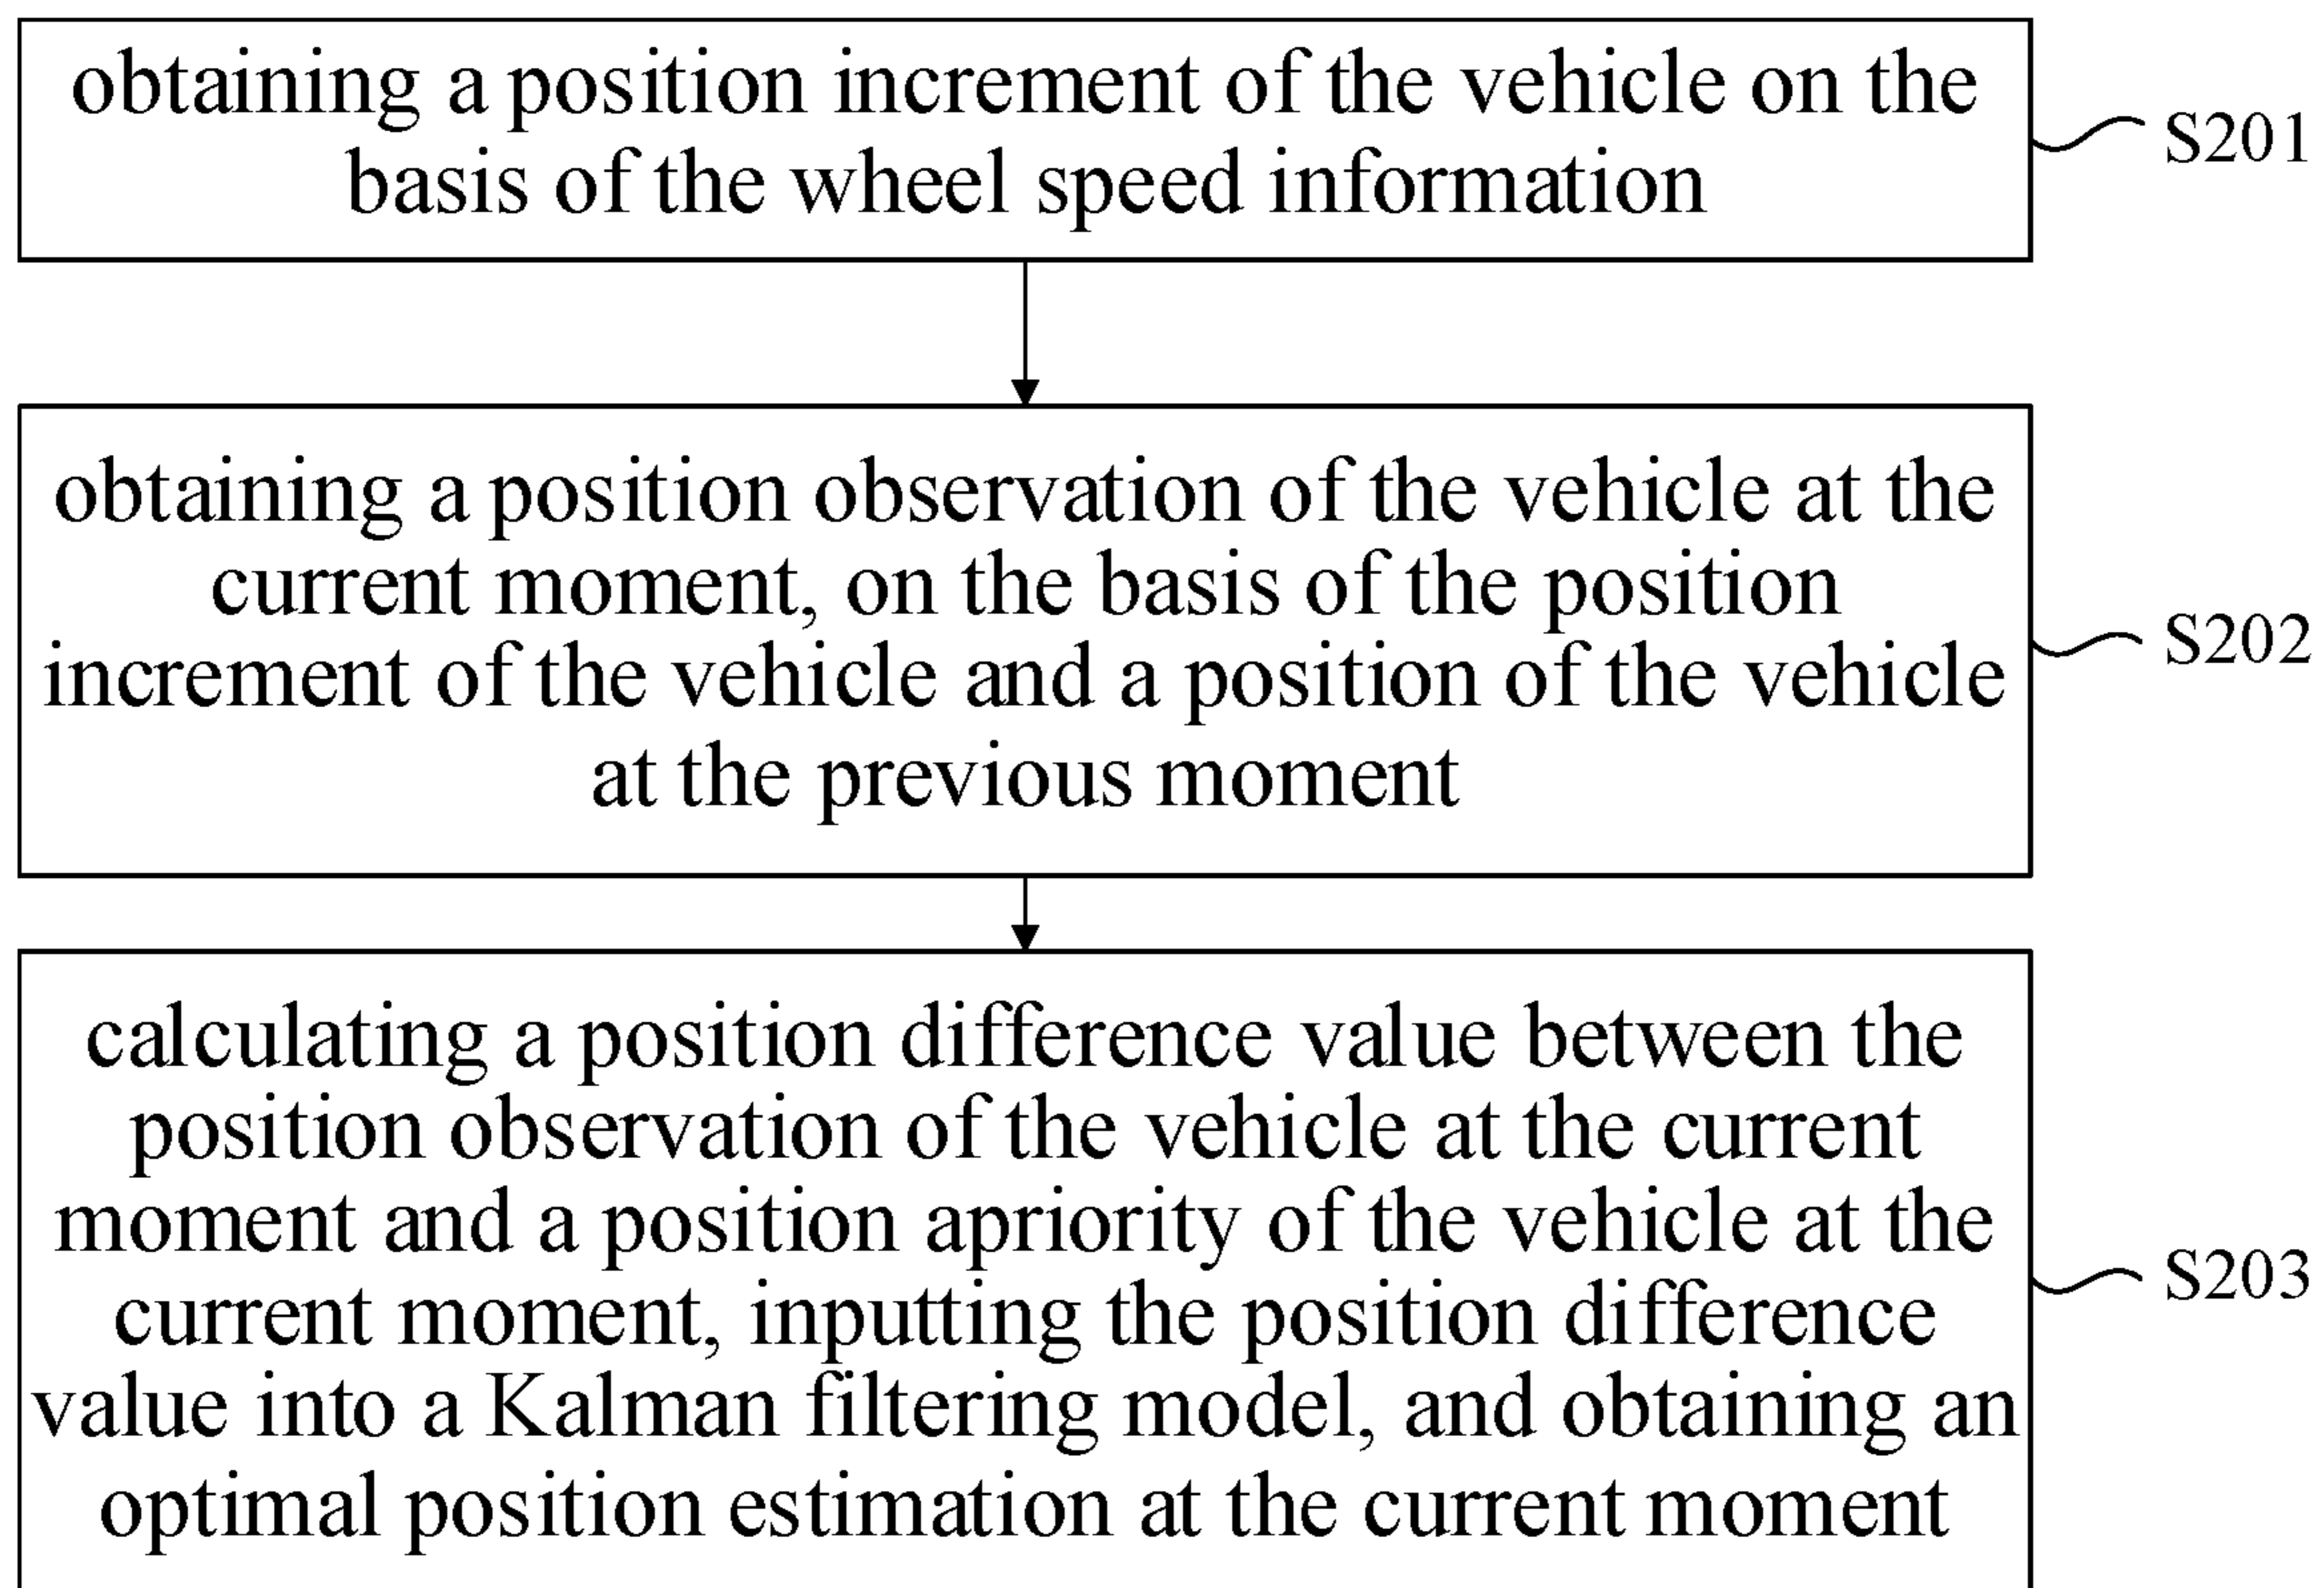 obtaining a position increment of the vehicle on the
basis of the wheel speed information
S201
obtaining a position observation of the vehicle at the
current moment, on the basis of the position
increment of the vehicle and a position of the vehicle
at the previous moment
S202
calculating a position difference value between the
position observation of the vehicle at the current
moment and a position apriority of the vehicle at the
current moment, inputting the position difference
value into a Kalman filtering model, and obtaining an
optimal position estimation at the current moment
S203